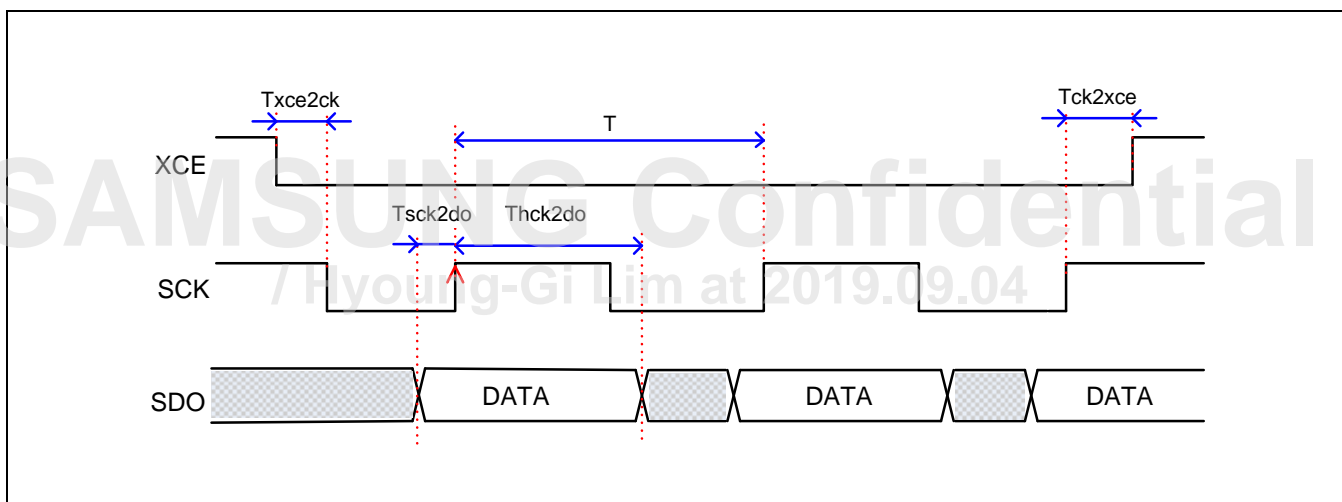 Txce2ck
Tck2xce
T
XCE
SAMSUNG Confidential
Tsck2do
Thck2do
SCK
/ Hyoung-Gi Lim at 2019.09.04
SDO
DATA
DATA
DATA